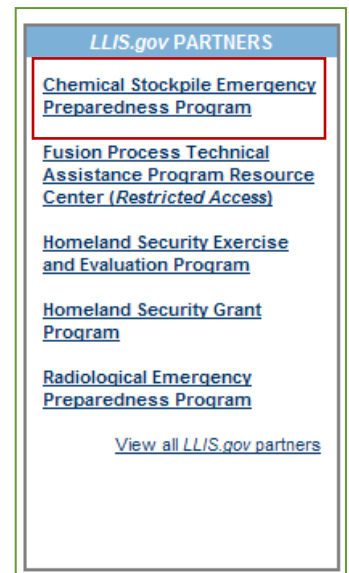 LLIS.gov PARTNERS
Chemical Stockpile Emergency
Preparedness Program
Fusion Process Technical
Assistance Program Resource
Center (Restricted Access)
Homeland Security Exercise
and Evaluation Program
Homeland Security Grant
Program
Radiological Emergency
Preparedness Program
View all LLIS.gov partners